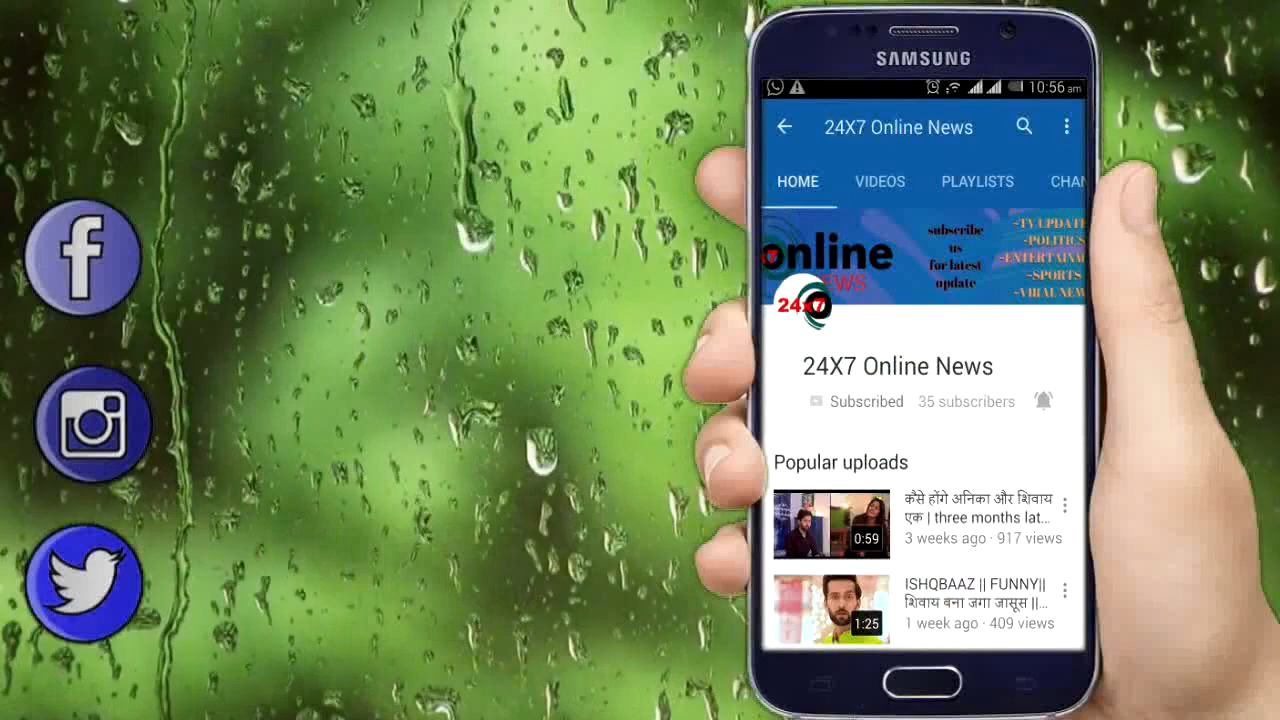 SAMSUNG
10:56 am
24X7 Online News
HOME VIDEOS PLAYLISTS CHAN
online
NEWS
subscribe
us
for latest
update
-TV UPDATE
-POLITICS
-ENTERTAINM
-SPORTS
-VIRAL NEW
24x7
24X7 Online News
Subscribed 35 subscribers
Popular uploads
कैसे होंगे अनिका और शिवाय
एक | three months lat...
3 weeks ago · 917 views
0:59
ISHQBAAZ || FUNNY||
शिवाय बना जगा जासूस ||...
1 week ago · 409 views
1:25